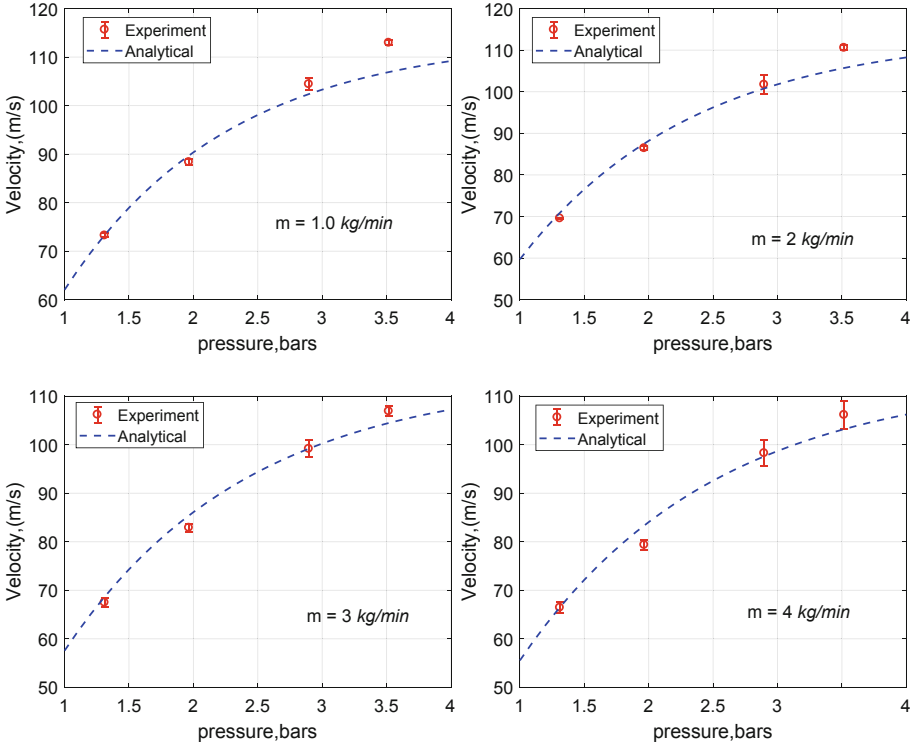 120
110
100
90
80
70
60
Velocity,(m/s)
Experiment
Analytical
m = 1.0 kg/min
1 1.5 2 2.5 3 3.5 4
pressure,bars
120
110
100
90
80
70
60
50
Velocity,(m/s)
Experiment
Analytical
m = 2 kg/min
1 1.5 2 2.5 3 3.5 4
pressure,bars
110
100
90
80
70
60
50
Velocity,(m/s)
Experiment
Analytical
m = 3 kg/min
1 1.5 2 2.5 3 3.5 4
pressure,bars
110
100
90
80
70
60
50
Velocity,(m/s)
Experiment
Analytical
m = 4 kg/min
1 1.5 2 2.5 3 3.5 4
pressure,bars